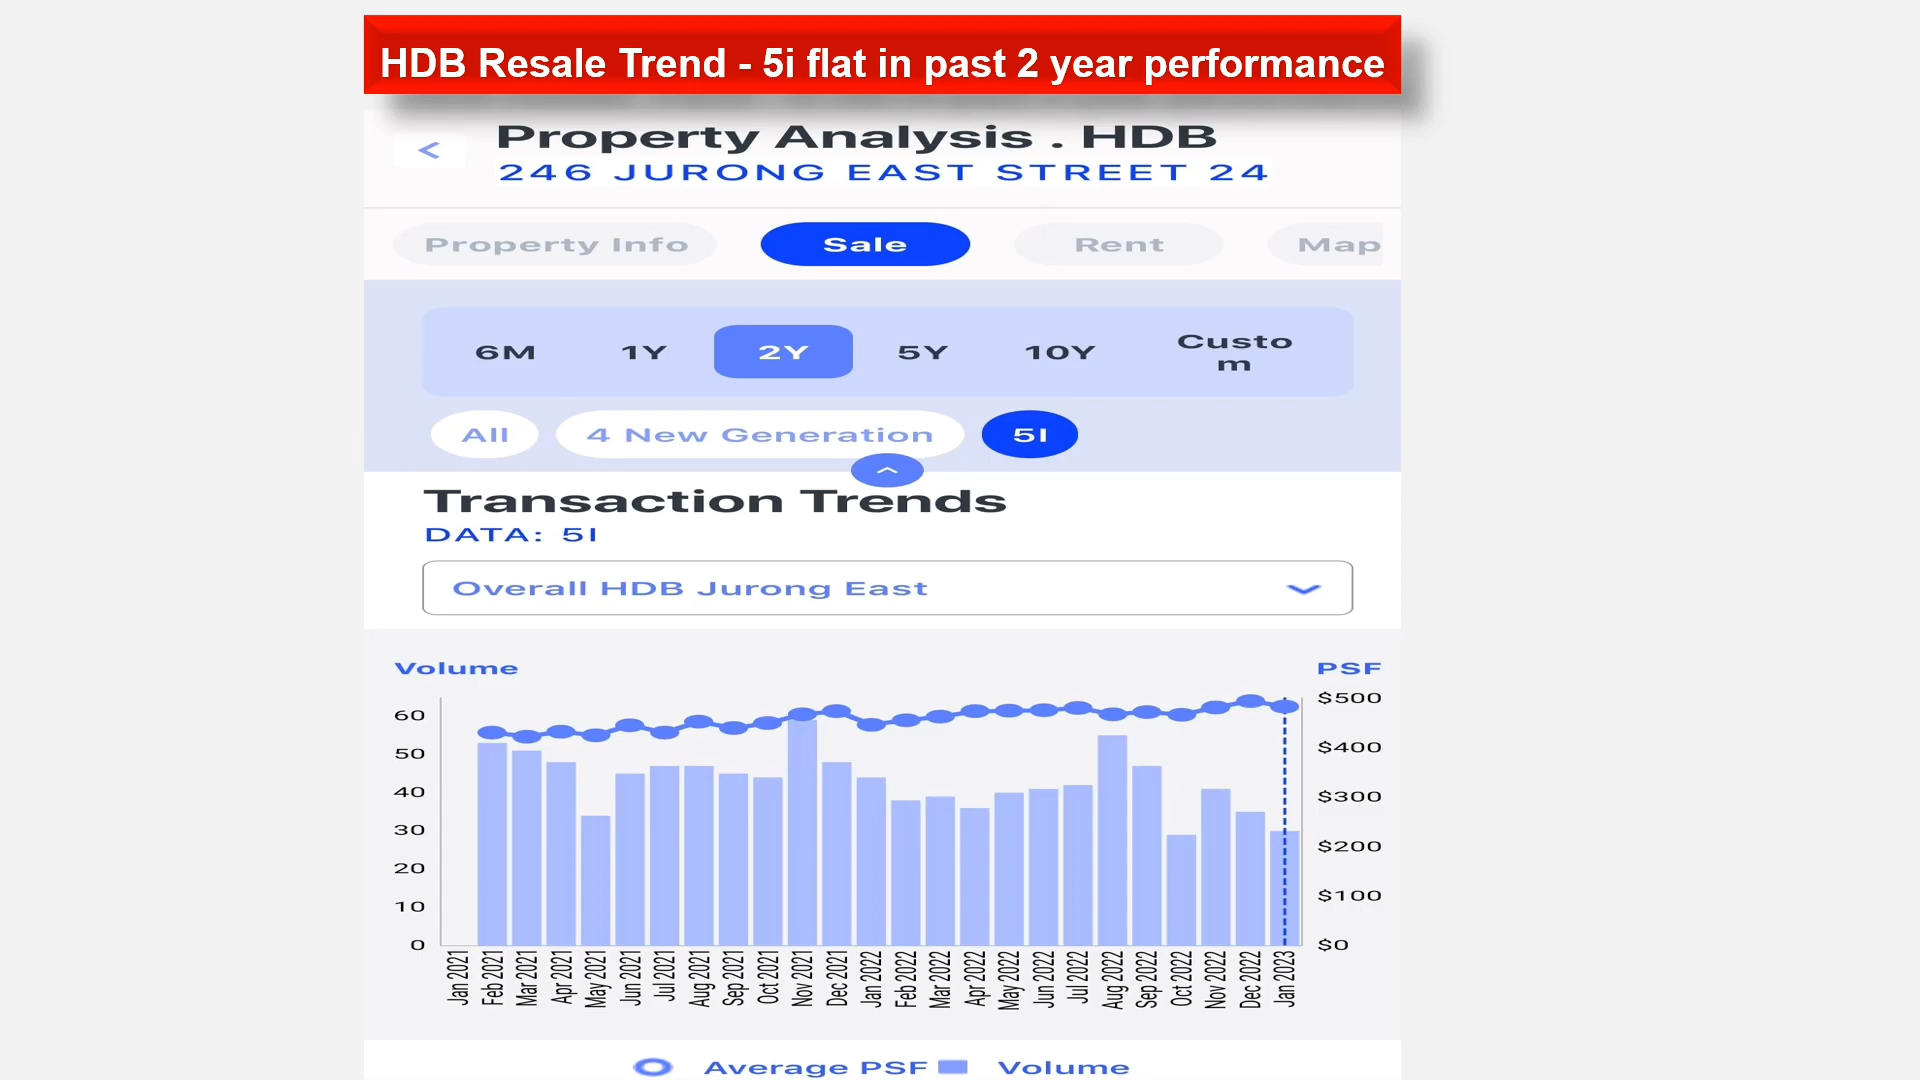 HDB Resale Trend - 5i flat in past 2 year performance
<
Property Analysis . HDB
246 JURONG EAST STREET 24
Property Info Sale Rent Map
6M 1Y 2Y 5Y 10Y Custo
m
All 4 New Generation 5I
Transaction Trends
DATA: 5I
Overall HDB Jurong East
Volume PSF
$500
60
50 $400
40 $300
30
20 $200
10 $100
0 $0
Jan 2021 Feb 2021 Mar 2021 Apr 2021 May 2021 Jun 2021 Jul 2021 Aug 2021 Sep 2021 Oct 2021 Nov 2021 Dec 2021 Jan 2022 Feb 2022 Mar 2022 Apr 2022 May 2022 Jun 2022 Jul 2022 Aug 2022 Sep 2022 Oct 2022 Nov 2022 Dec 2022 Jan 2023
Average PSF Volume